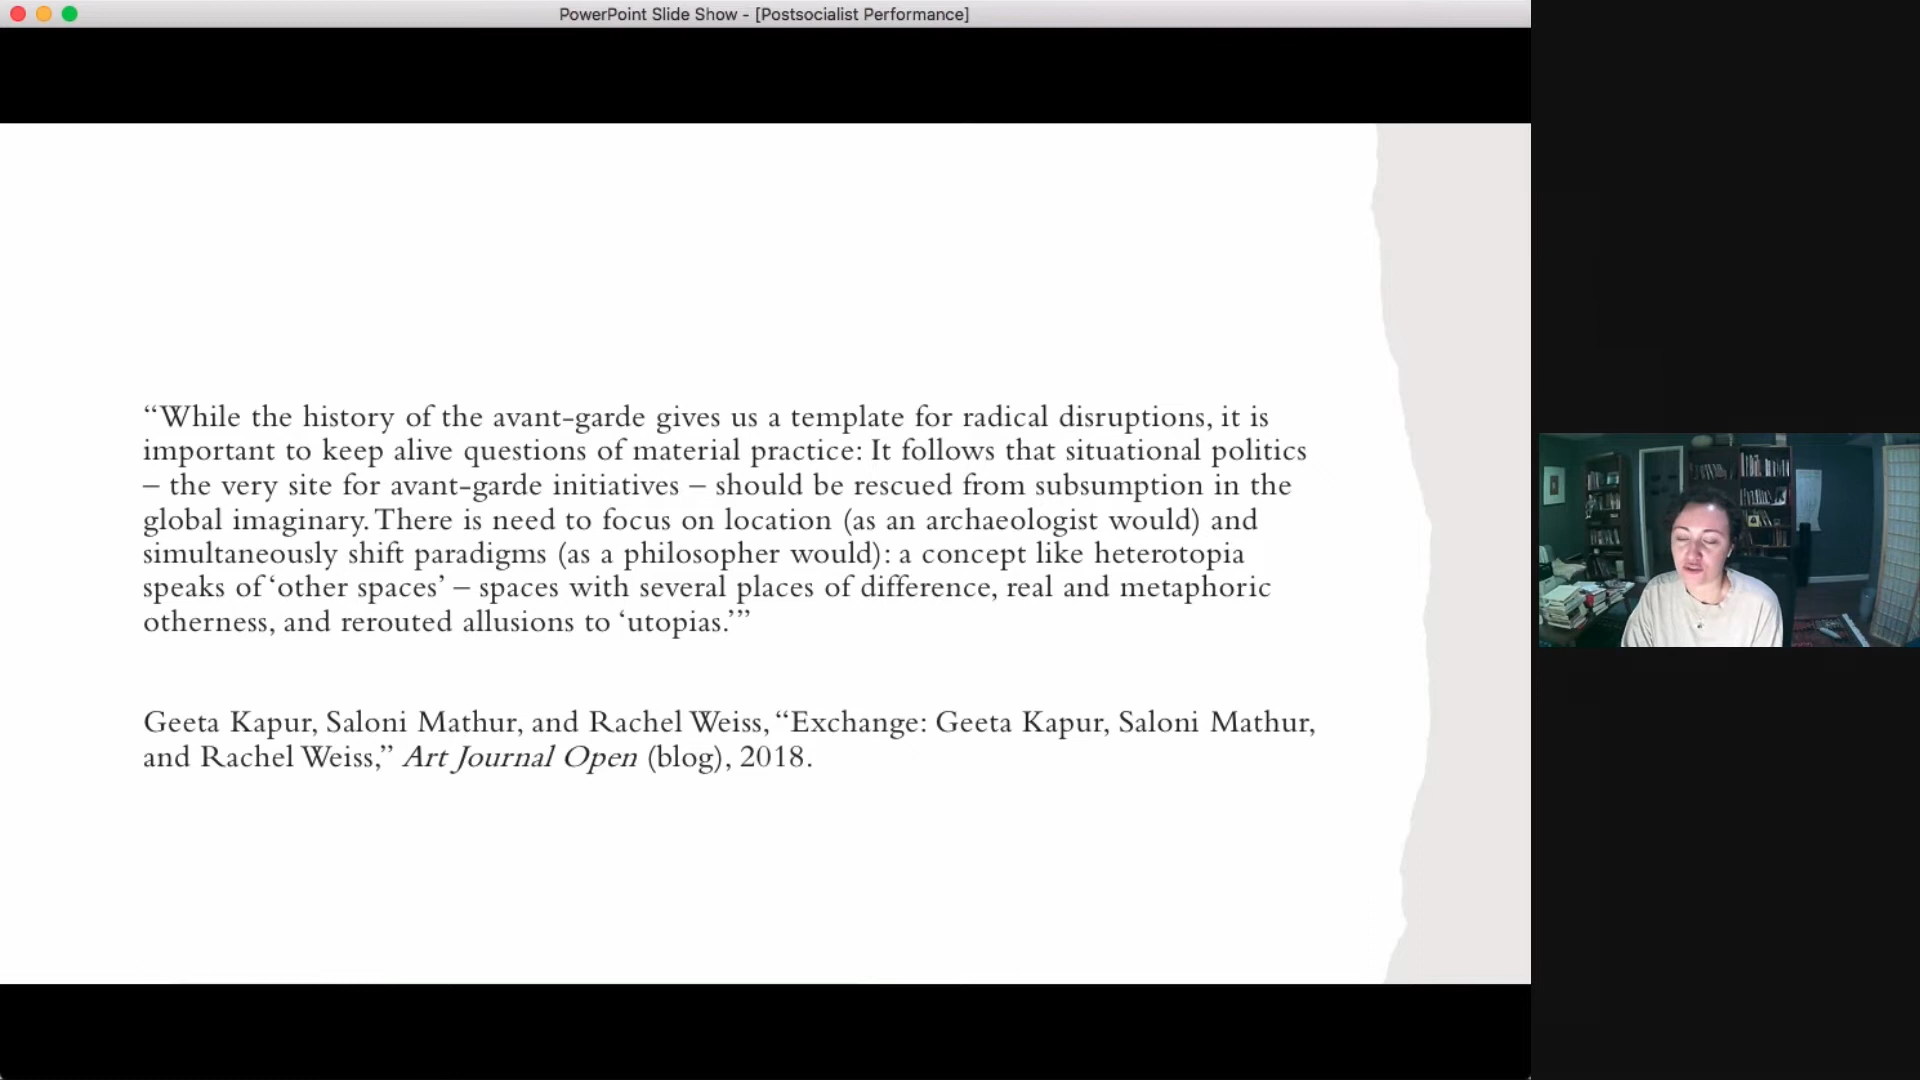 PowerPoint Slide Show - [Postsocialist Performance]
“While the history of the avant-garde gives us a template for radical disruptions, it is
important to keep alive questions of material practice: It follows that situational politics
– the very site for avant-garde initiatives – should be rescued from subsumption in the
global imaginary. There is need to focus on location (as an archaeologist would) and
simultaneously shift paradigms (as a philosopher would): a concept like heterotopia
speaks of ‘other spaces’ – spaces with several places of difference, real and metaphoric
otherness, and rerouted allusions to ‘utopias.’”
Geeta Kapur, Saloni Mathur, and Rachel Weiss, “Exchange: Geeta Kapur, Saloni Mathur,
and Rachel Weiss,” Art Journal Open (blog), 2018.